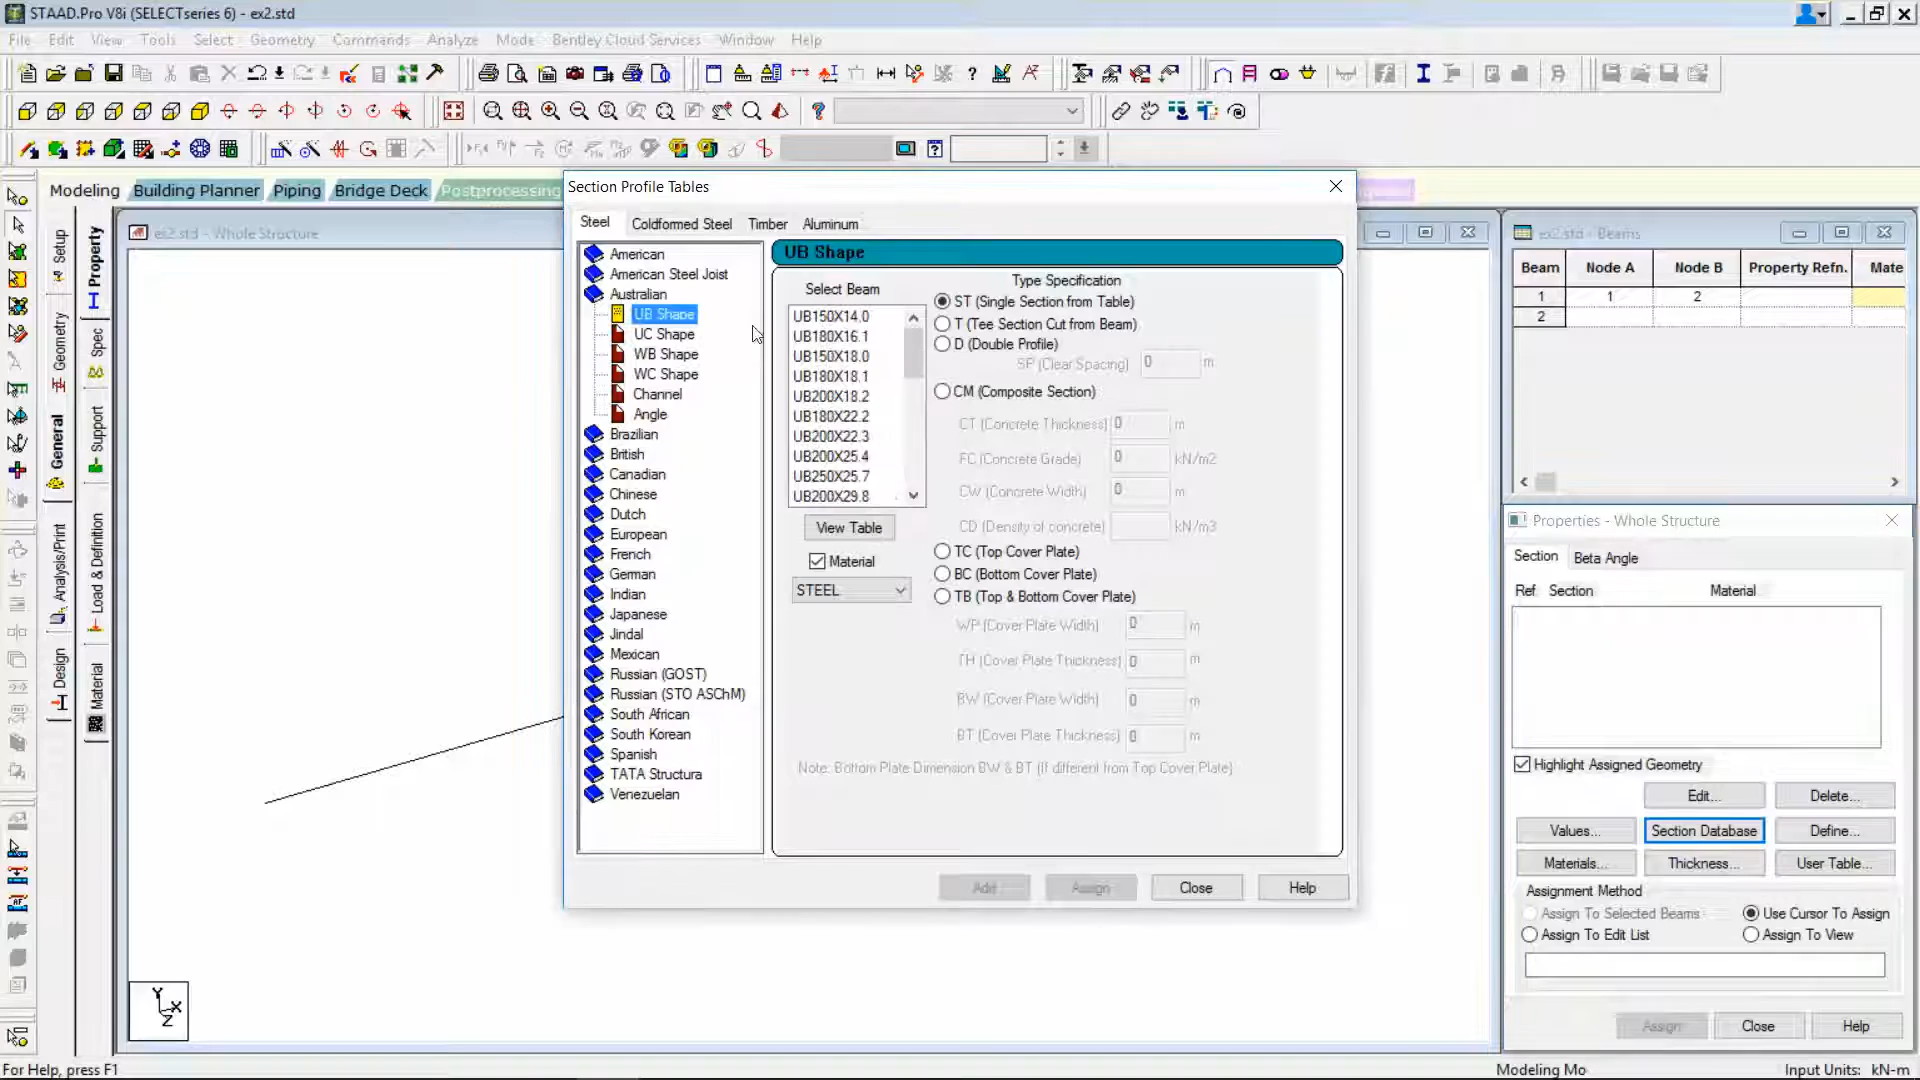 STAAD.Pro V8i (SELECTseries 6) - ex2.std
File Edit View Tools Select Geometry Commands Analyze Mode Bentley Cloud Services Window Help
Modeling Building Planner Piping Bridge Deck Postprocessing
Setup
Geometry
General
Analysis/Print
Design
Property
Spec
Support
Load & Definition
Material
ex2.std - Whole Structure
Section Profile Tables
Steel Coldformed Steel Timber Aluminum
American
American Steel Joist
Australian
UB Shape
UC Shape
WB Shape
WC Shape
Channel
Angle
Brazilian
British
Canadian
Chinese
Dutch
European
French
German
Indian
Japanese
Jindal
Mexican
Russian (GOST)
Russian (STO ASChM)
South African
South Korean
Spanish
TATA Structura
Venezuelan
UB Shape
Select Beam
UB150X14.0
UB180X16.1
UB150X18.0
UB180X18.1
UB200X18.2
UB180X22.2
UB200X22.3
UB200X25.4
UB250X25.7
UB200X29.8
View Table
Material
STEEL
Type Specification
ST (Single Section from Table)
T (Tee Section Cut from Beam)
D (Double Profile)
SP (Clear Spacing) 0 m
CM (Composite Section)
CT (Concrete Thickness) 0 m
FC (Concrete Grade) 0 kN/m2
CW (Concrete Width) 0 m
CD (Density of concrete) kN/m3
TC (Top Cover Plate)
BC (Bottom Cover Plate)
TB (Top & Bottom Cover Plate)
WP (Cover Plate Width) 0 m
TH (Cover Plate Thickness) 0 m
BW (Cover Plate Width) 0 m
BT (Cover Plate Thickness) 0 m
Note: Bottom Plate Dimension BW & BT (If different from Top Cover Plate)
Add Assign Close Help
ex2.std - Beams
Beam Node A Node B Property Refn. Mate
1 1 2
2
Properties - Whole Structure
Section Beta Angle
Ref Section Material
Highlight Assigned Geometry
Edit... Delete...
Values... Section Database Define...
Materials... Thickness... User Table...
Assignment Method
Assign To Selected Beams Use Cursor To Assign
Assign To Edit List Assign To View
Assign Close Help
Y
X
Z
For Help, press F1 Modeling Mo Input Units: kN-m